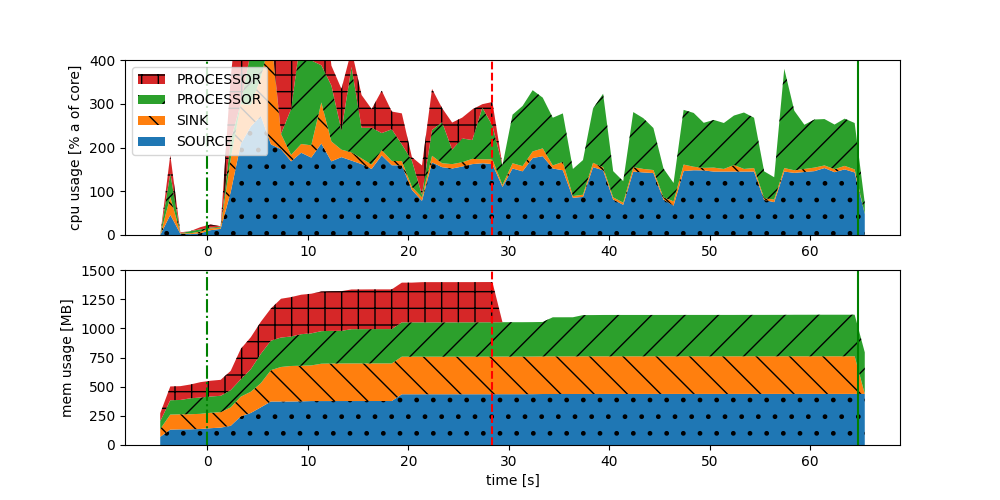 400
300
200
100
0
cpu usage [% a of core]
PROCESSOR
PROCESSOR
SINK
SOURCE
0 10 20 30 40 50 60
1500
1250
1000
750
500
250
0
mem usage [MB]
0 10 20 30 40 50 60
time [s]